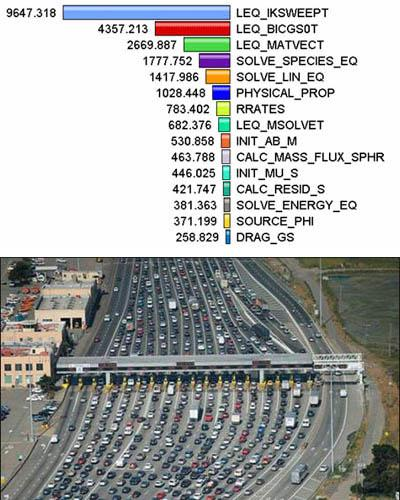 9647.318 LEQ_IKSWEEPT
4357.213 LEQ_BICGS0T
2669.887 LEQ_MATVECT
1777.752 SOLVE_SPECIES_EQ
1417.986 SOLVE_LIN_EQ
1028.448 PHYSICAL_PROP
783.402 RRATES
682.376 LEQ_MSOLVET
530.858 INIT_AB_M
463.788 CALC_MASS_FLUX_SPHR
446.025 INIT_MU_S
421.747 CALC_RESID_S
381.363 SOLVE_ENERGY_EQ
371.199 SOURCE_PHI
258.829 DRAG_GS